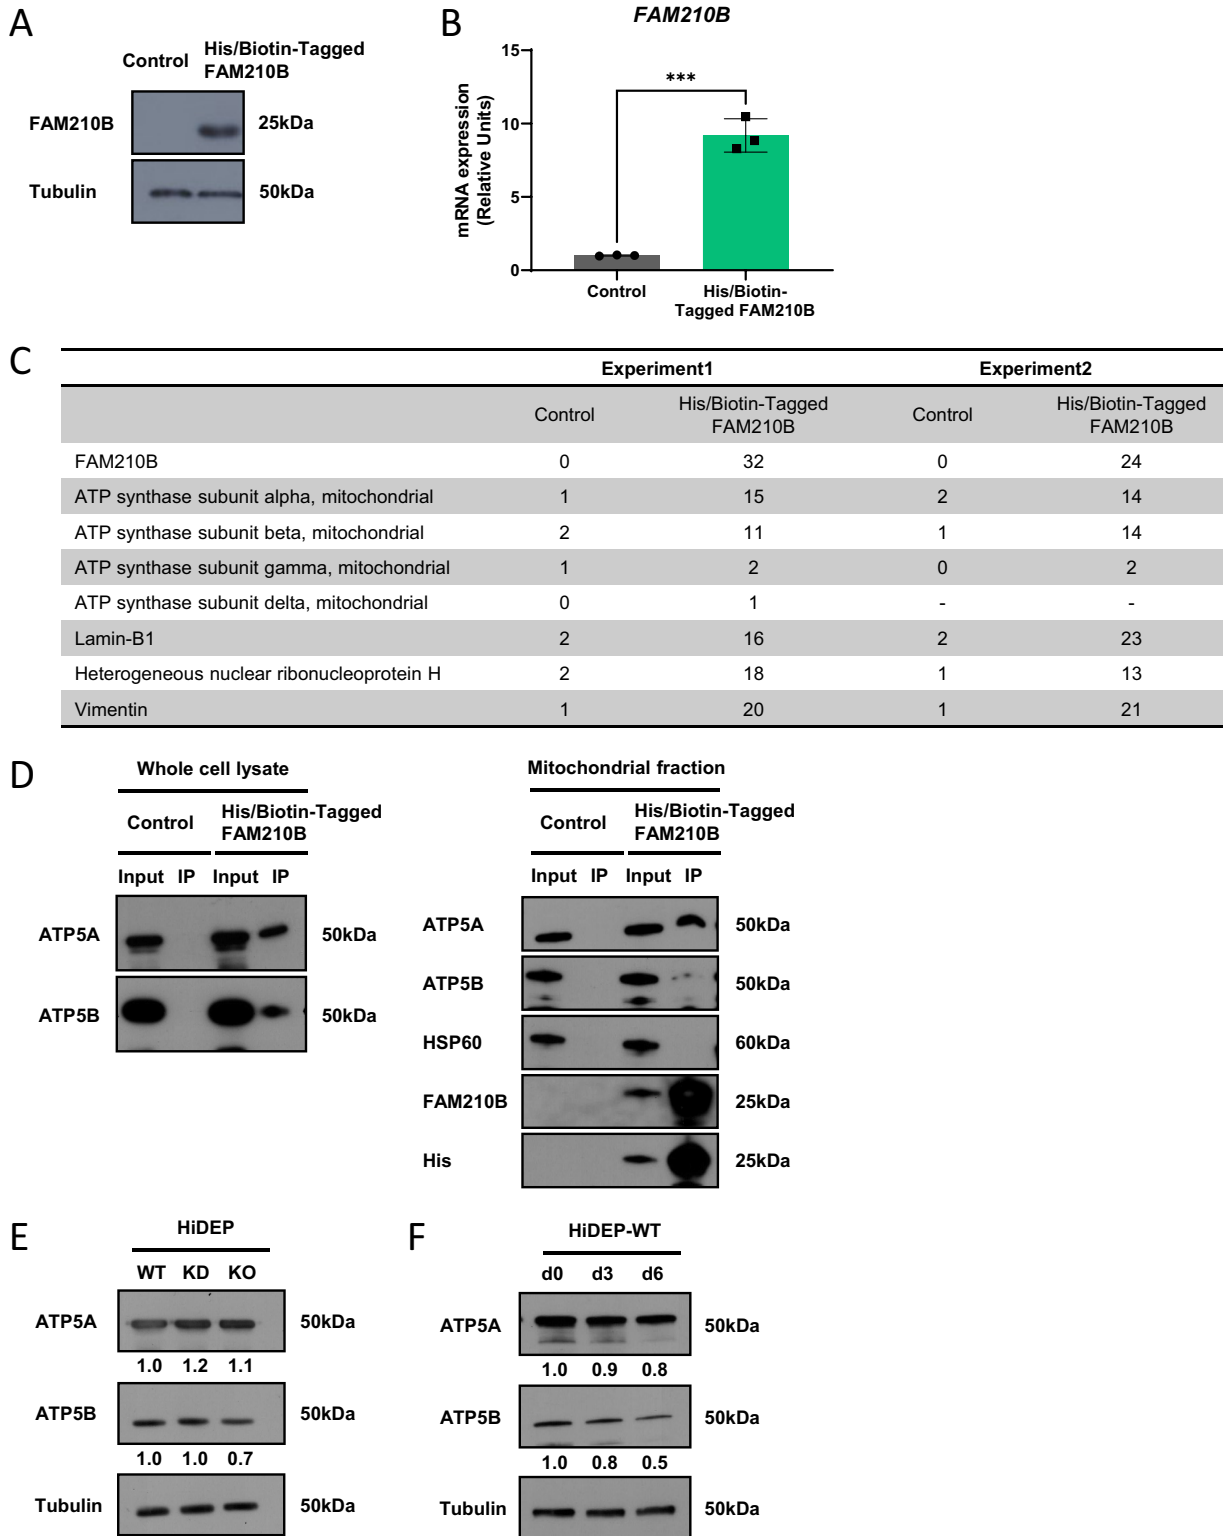 A
Control
His/Biotin-Tagged
FAM210B
FAM210B
25kDa
Tubulin
50kDa
B
FAM210B
mRNA expression
(Relative Units)
15
10
5
0
***
Control
His/Biotin-
Tagged FAM210B
C
Experiment1 Experiment2
Control His/Biotin-Tagged FAM210B Control His/Biotin-Tagged FAM210B
FAM210B 0 32 0 24
ATP synthase subunit alpha, mitochondrial 1 15 2 14
ATP synthase subunit beta, mitochondrial 2 11 1 14
ATP synthase subunit gamma, mitochondrial 1 2 0 2
ATP synthase subunit delta, mitochondrial 0 1 - -
Lamin-B1 2 16 2 23
Heterogeneous nuclear ribonucleoprotein H 2 18 1 13
Vimentin 1 20 1 21
D
Whole cell lysate
Control
His/Biotin-Tagged
FAM210B
Input IP Input IP
ATP5A 50kDa
ATP5B 50kDa
Mitochondrial fraction
Control
His/Biotin-Tagged
FAM210B
Input IP Input IP
ATP5A 50kDa
ATP5B 50kDa
HSP60 60kDa
FAM210B 25kDa
His 25kDa
E
HiDEP
WT KD KO
ATP5A 50kDa
1.0 1.2 1.1
ATP5B 50kDa
1.0 1.0 0.7
Tubulin 50kDa
F
HiDEP-WT
d0 d3 d6
ATP5A 50kDa
1.0 0.9 0.8
ATP5B 50kDa
1.0 0.8 0.5
Tubulin 50kDa